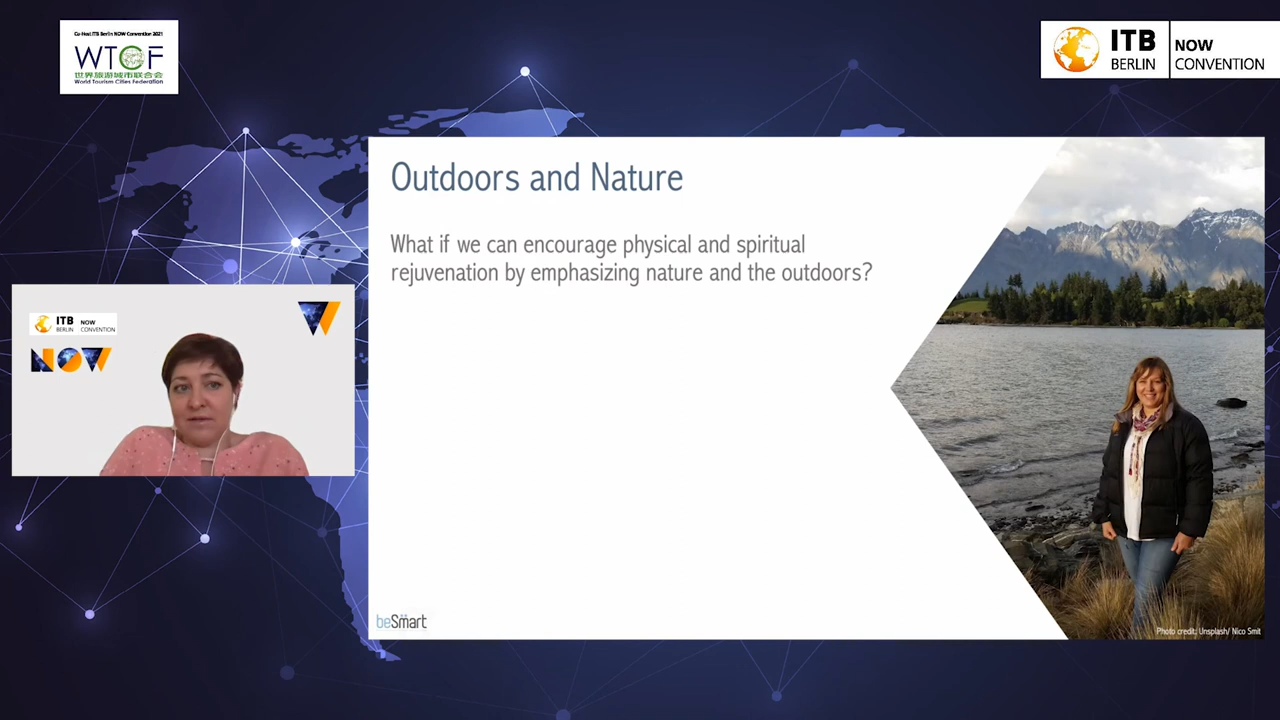 Co-Host ITB Berlin NOW Convention 2021
WTCF
世界旅游城市联合会
World Tourism Cities Federation
ITB
BERLIN
NOW
CONVENTION
Outdoors and Nature
What if we can encourage physical and spiritual
rejuvenation by emphasizing nature and the outdoors?
ITB
BERLIN
NOW
CONVENTION
NOW
beSmart
Photo credit: Unsplash/ Nico Smit